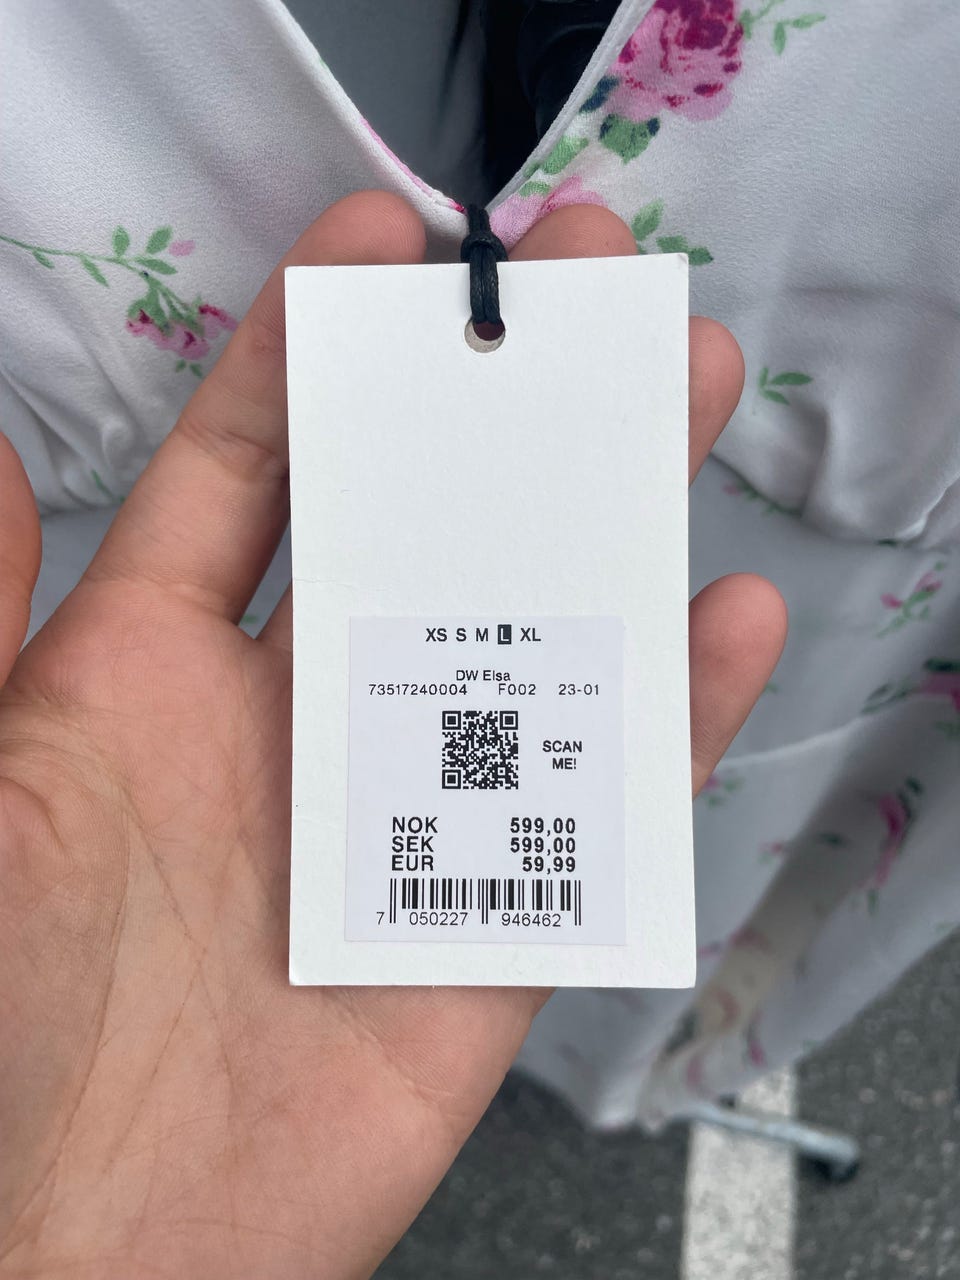 XS S M L XL
DW Elsa
73517240004 F002 23-01
SCAN
ME!
NOK 599,00
SEK 599,00
EUR 59,99
7 050227 946462